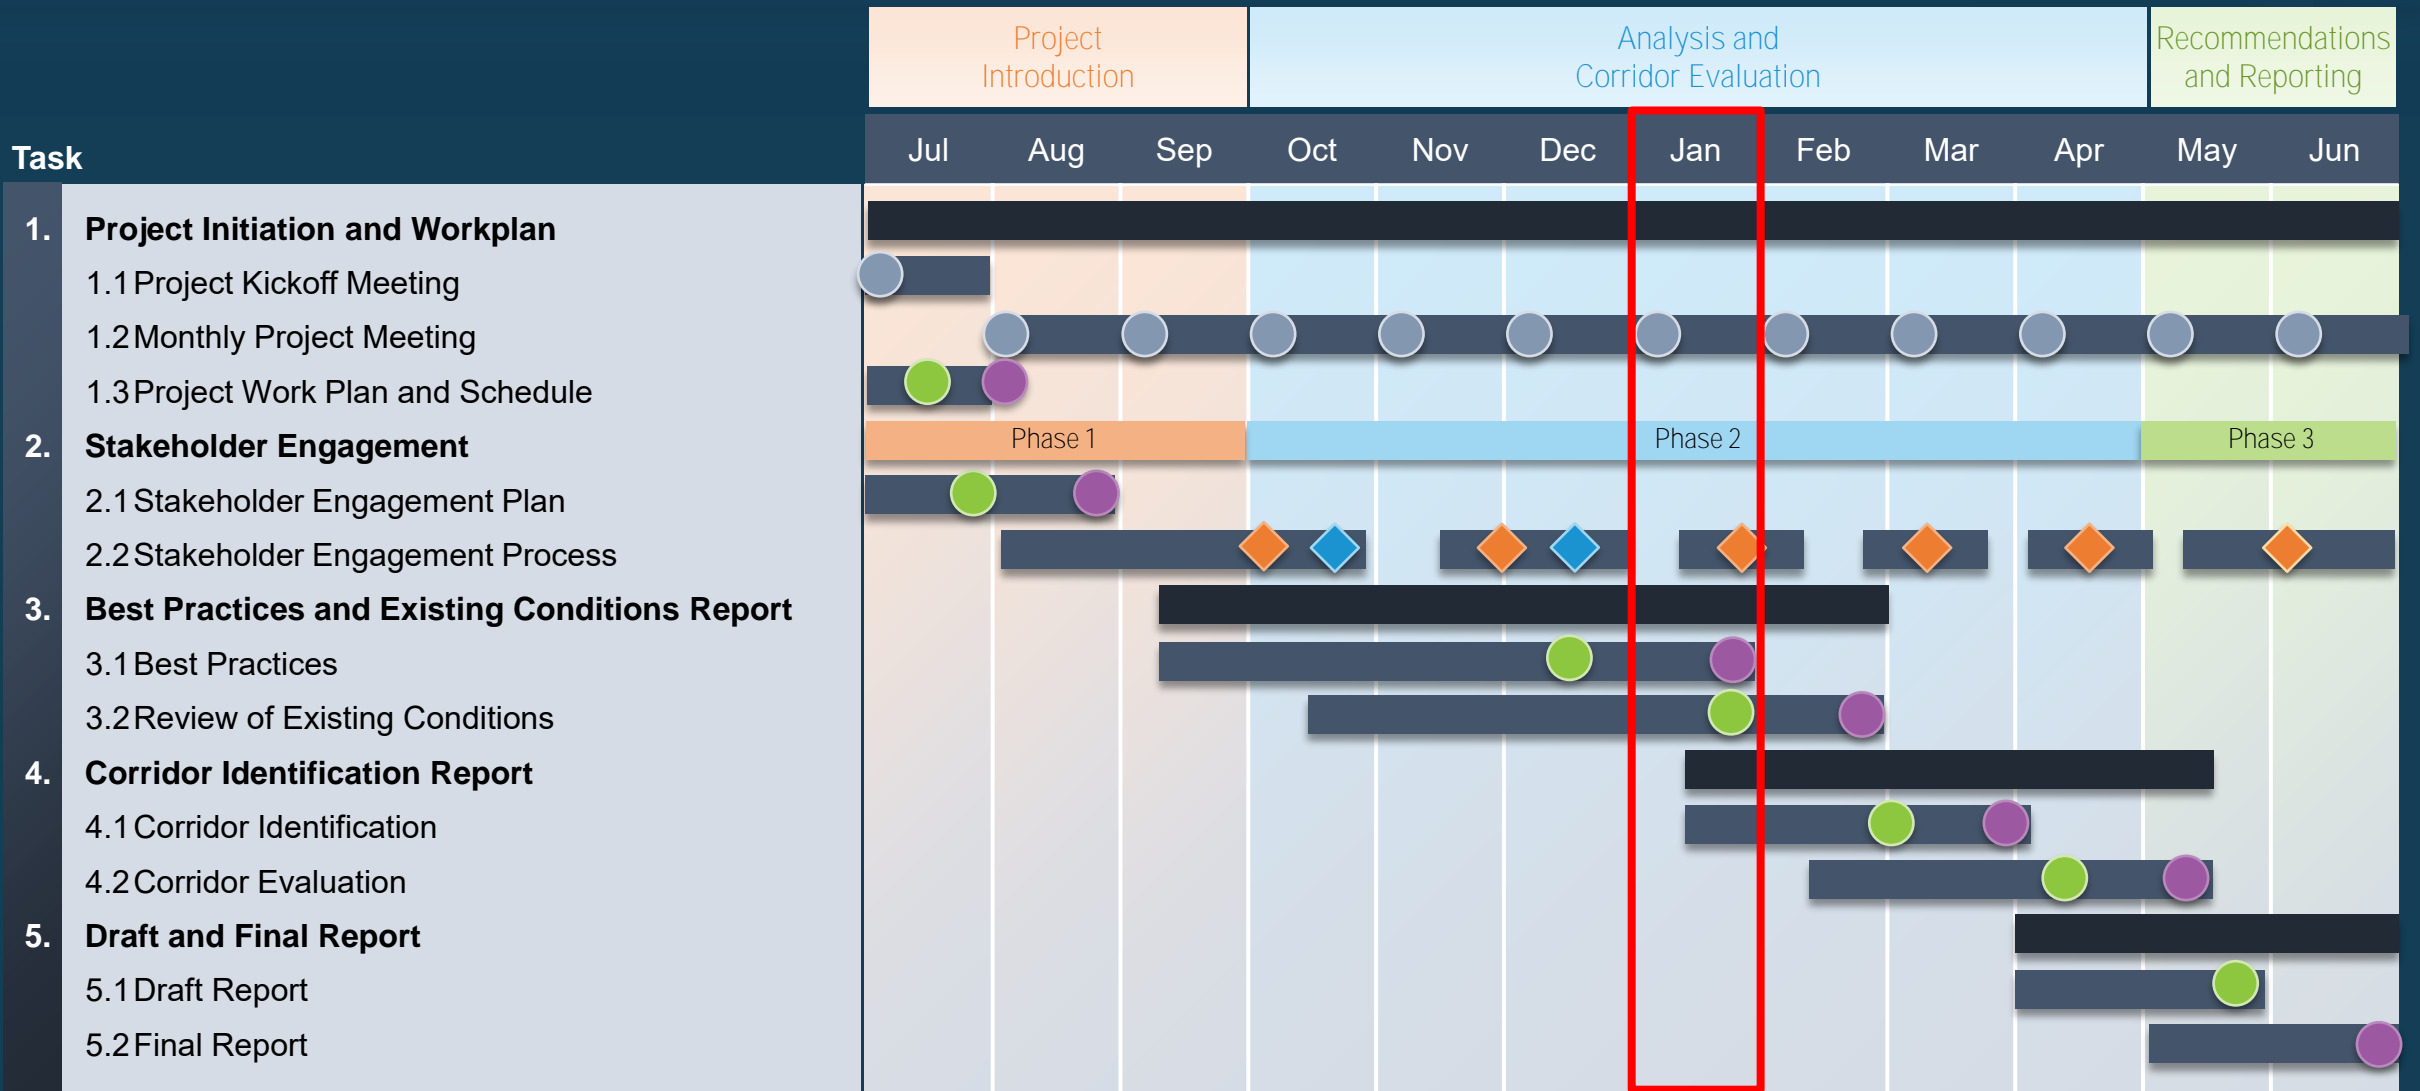 Project
Introduction
Analysis and
Corridor Evaluation
Recommendations
and Reporting
Task
Jul Aug Sep Oct Nov Dec Jan Feb Mar Apr May Jun
1. Project Initiation and Workplan
1.1 Project Kickoff Meeting
1.2 Monthly Project Meeting
1.3 Project Work Plan and Schedule
2. Stakeholder Engagement Phase 1 Phase 2 Phase 3
2.1 Stakeholder Engagement Plan
2.2 Stakeholder Engagement Process
3. Best Practices and Existing Conditions Report
3.1 Best Practices
3.2 Review of Existing Conditions
4. Corridor Identification Report
4.1 Corridor Identification
4.2 Corridor Evaluation
5. Draft and Final Report
5.1 Draft Report
5.2 Final Report